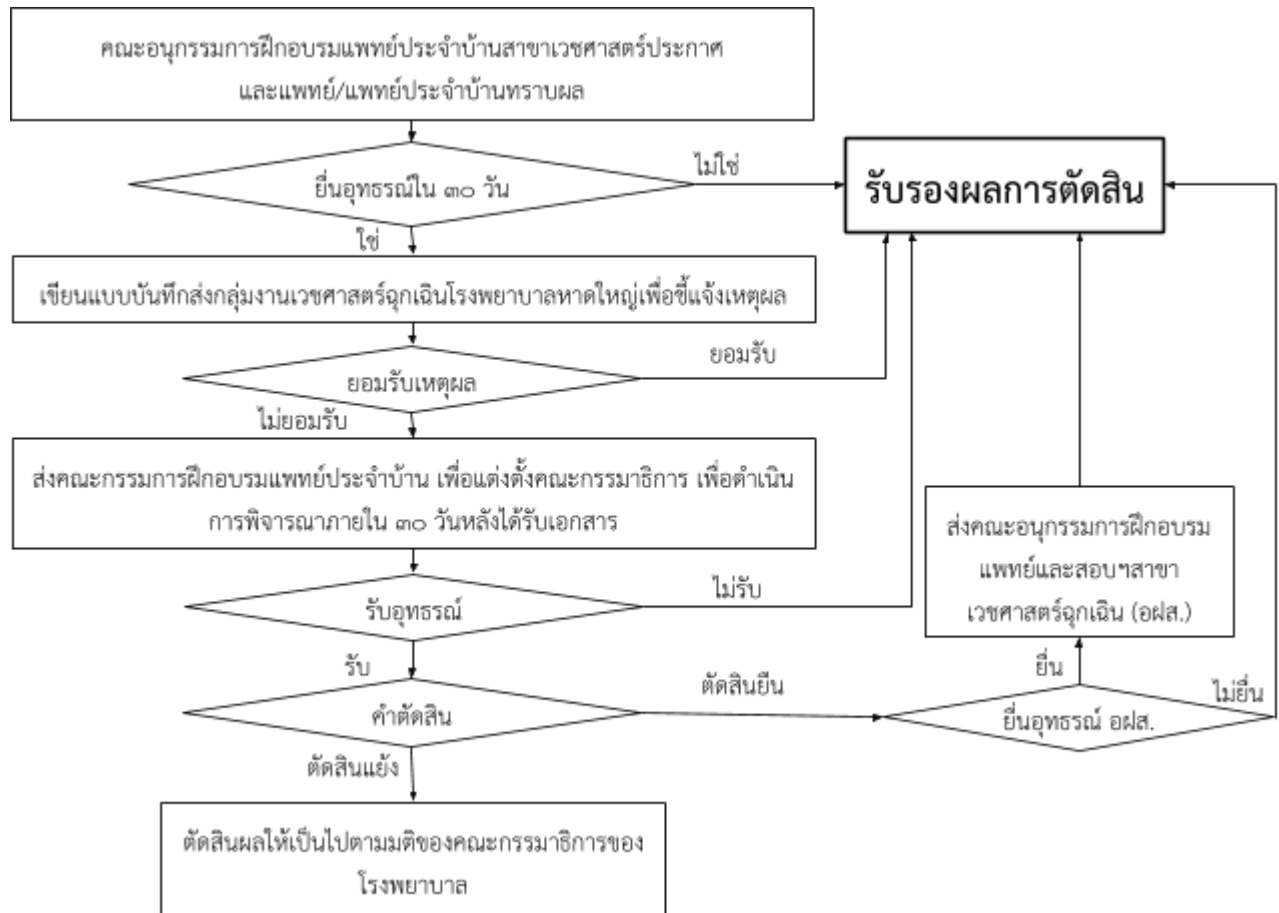 คณะอนุกรรมการฝึกอบรมแพทย์ประจำบ้านสาขาเวชศาสตร์ประกาศ
และแพทย์/แพทย์ประจำบ้านทราบผล
ยื่นอุทธรณ์ใน ๓๐ วัน
ไม่ใช่
รับรองผลการตัดสิน
ใช่
เขียนแบบบันทึกส่งกลุ่มงานเวชศาสตร์ฉุกเฉินโรงพยาบาลหาดใหญ่เพื่อชี้แจ้งเหตุผล
ยอมรับเหตุผล
ยอมรับ
ไม่ยอมรับ
ส่งคณะกรรมการฝึกอบรมแพทย์ประจำบ้าน เพื่อแต่งตั้งคณะกรรมาธิการ เพื่อดำเนิน
การพิจารณาภายใน ๓๐ วันหลังได้รับเอกสาร
รับอุทธรณ์
ไม่รับ
รับ
คำตัดสิน
ตัดสินยืน
ส่งคณะอนุกรรมการฝึกอบรม
แพทย์และสอบฯสาขา
เวชศาสตร์ฉุกเฉิน (อฝส.)
ยื่น
ยื่นอุทธรณ์ อฝส.
ไม่ยื่น
ตัดสินแย้ง
ตัดสินผลให้เป็นไปตามมติของคณะกรรมาธิการของ
โรงพยาบาล